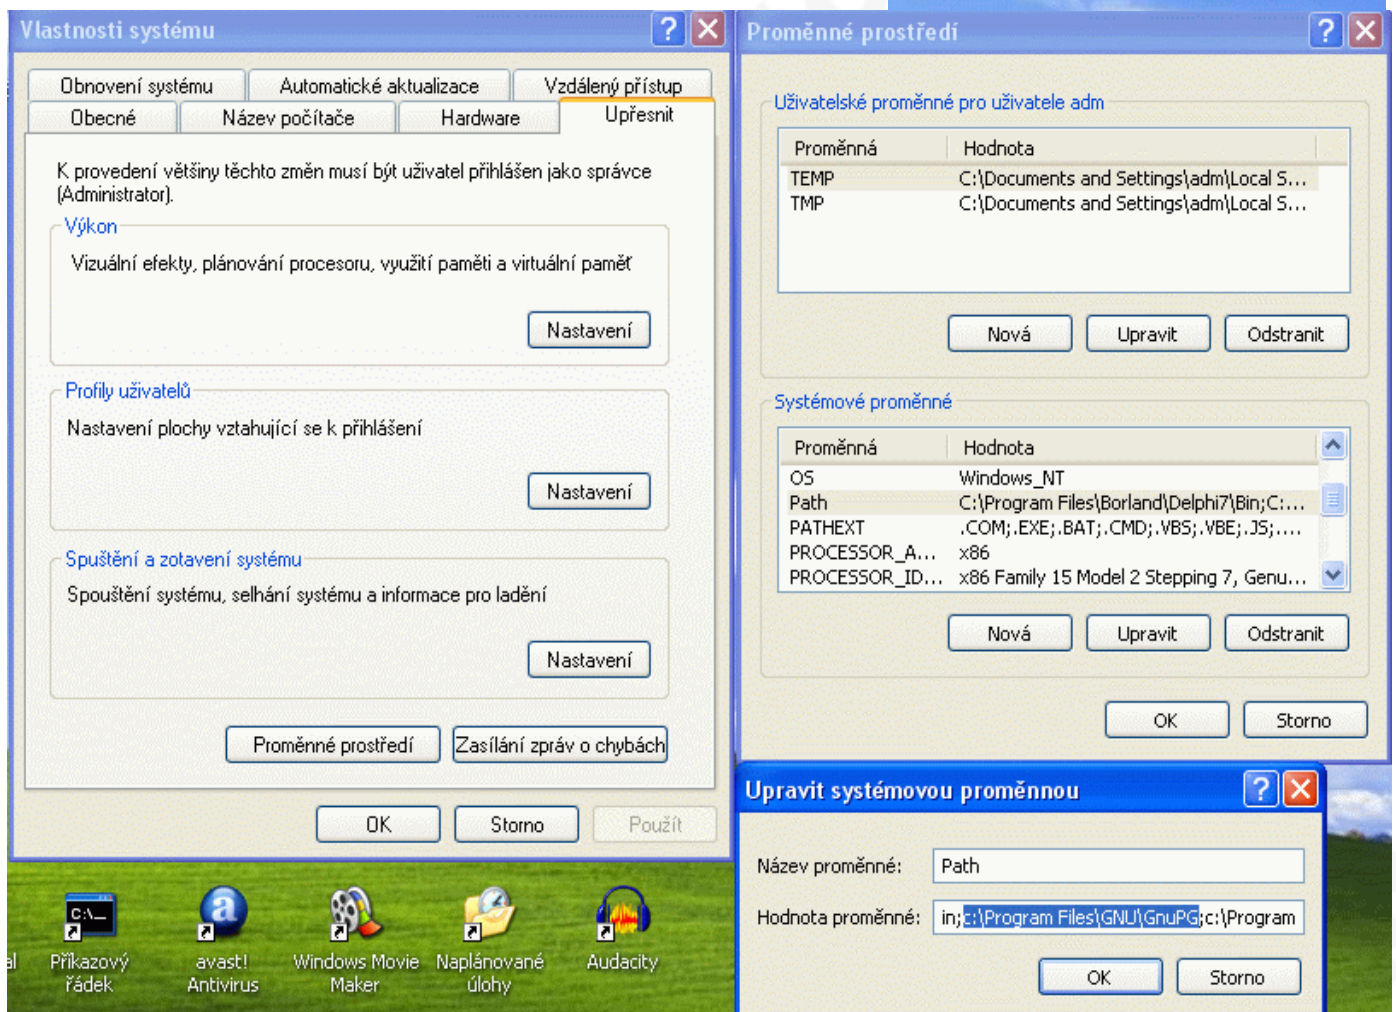 Vlastnosti systému
Obnovení systému
Automatické aktualizace
Vzdálený přístup
Obecné
Název počítače
Hardware
Upřesnit
K provedení většiny těchto změn musí být uživatel přihlášen jako správce
(Administrator).
Výkon
Vizuální efekty, plánování procesoru, využití paměti a virtuální paměť
Nastavení
Profily uživatelů
Nastavení plochy vztahující se k přihlášení
Nastavení
Spuštění a zotavení systému
Spouštění systému, selhání systému a informace pro ladění
Nastavení
Proměnné prostředí
Zasílání zpráv o chybách
OK
Storno
Použít
Proměnné prostředí
Uživatelské proměnné pro uživatele adm
Proměnná Hodnota
TEMP C:\Documents and Settings\adm\Local S...
TMP C:\Documents and Settings\adm\Local S...
Nová
Upravit
Odstranit
Systémové proměnné
Proměnná Hodnota
OS Windows_NT
Path C:\Program Files\Borland\Delphi7\Bin;C:...
PATHEXT .COM;.EXE;.BAT;.CMD;.VBS;.VBE;.JS;....
PROCESSOR_A... x86
PROCESSOR_ID... x86 Family 15 Model 2 Stepping 7, Genu...
Nová
Upravit
Odstranit
OK
Storno
Upravit systémovou proměnnou
Název proměnné: Path
Hodnota proměnné: in;c:\Program Files\GNU\GnuPG;c:\Program
OK
Storno
al
C:\_
Příkazový
řádek
a
avast!
Antivirus
Windows Movie
Maker
Naplánované
úlohy
Audacity